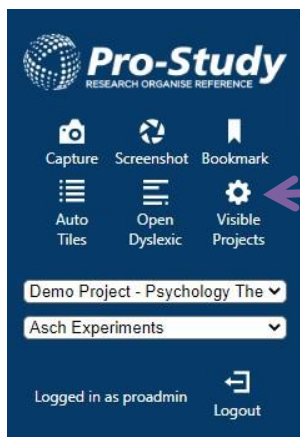 Pro-Study
RESEARCH ORGANISE REFERENCE
Capture Screenshot Bookmark
Auto Tiles Open Dyslexic Visible Projects
Demo Project - Psychology The
Asch Experiments
Logged in as proadmin Logout